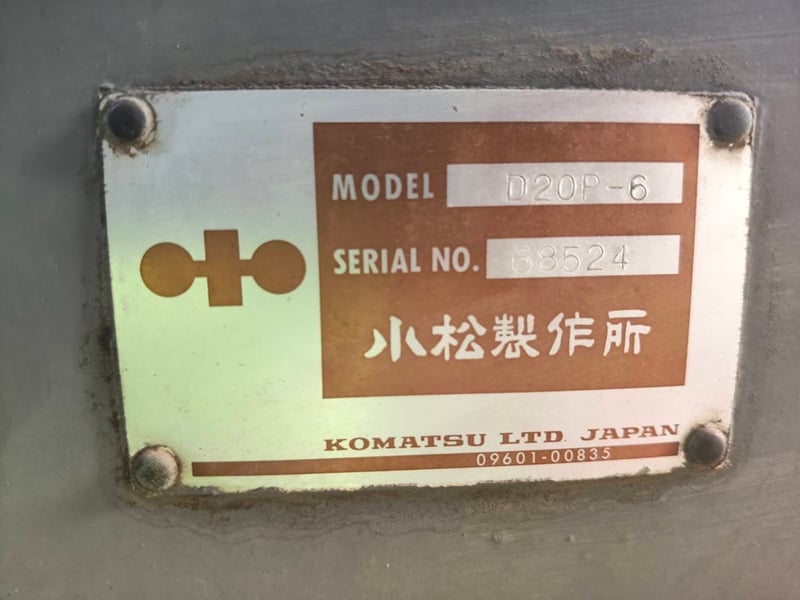 MODEL D20P-6
SERIAL NO. 68524
小松製作所
KOMATSU LTD. JAPAN
09601-00835